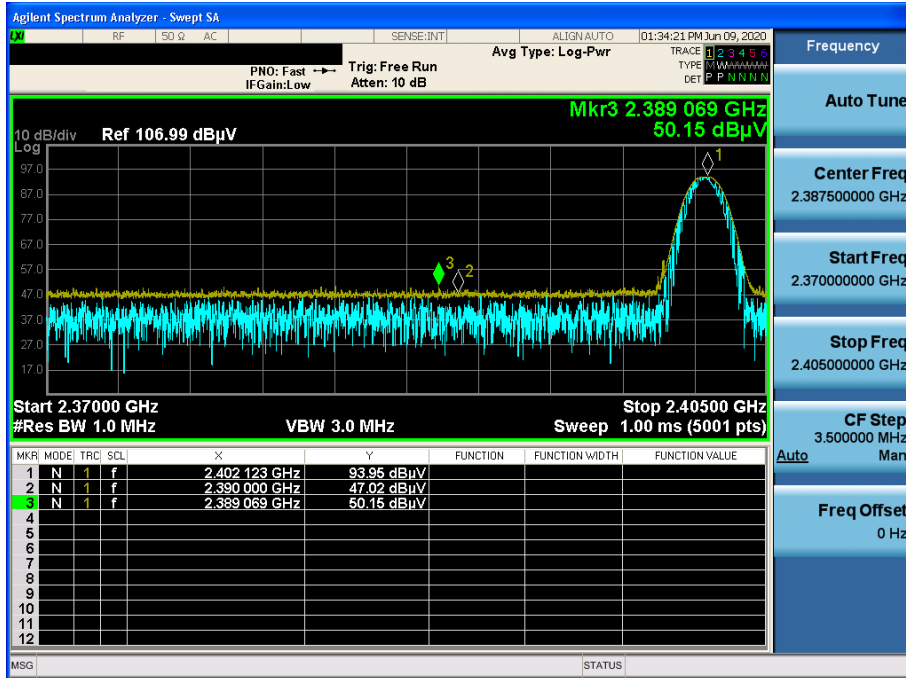 Agilent Spectrum Analyzer - Swept SA
LXI RF 50 Ω AC SENSE:INT ALIGN AUTO 01:34:21 PM Jun 09, 2020
Avg Type: Log-Pwr
TRACE 1 2 3 4 5 6
TYPE M W W W W W
DET P P N N N N
PNO: Fast Trig: Free Run
IFGain:Low Atten: 10 dB
Mkr3 2.389 069 GHz
50.15 dBµV
10 dB/div Ref 106.99 dBµV
Log
97.0
87.0
77.0
67.0
57.0
47.0
37.0
27.0
17.0
1
3
2
Start 2.37000 GHz Stop 2.40500 GHz
#Res BW 1.0 MHz VBW 3.0 MHz Sweep 1.00 ms (5001 pts)
MKR MODE TRC SCL X Y FUNCTION FUNCTION WIDTH FUNCTION VALUE
1 N 1 f 2.402 123 GHz 93.95 dBµV
2 N 1 f 2.390 000 GHz 47.02 dBµV
3 N 1 f 2.389 069 GHz 50.15 dBµV
4
5
6
7
8
9
10
11
12
MSG STATUS
Frequency
Auto Tune
Center Freq
2.387500000 GHz
Start Freq
2.370000000 GHz
Stop Freq
2.405000000 GHz
CF Step
3.500000 MHz
Auto Man
Freq Offset
0 Hz